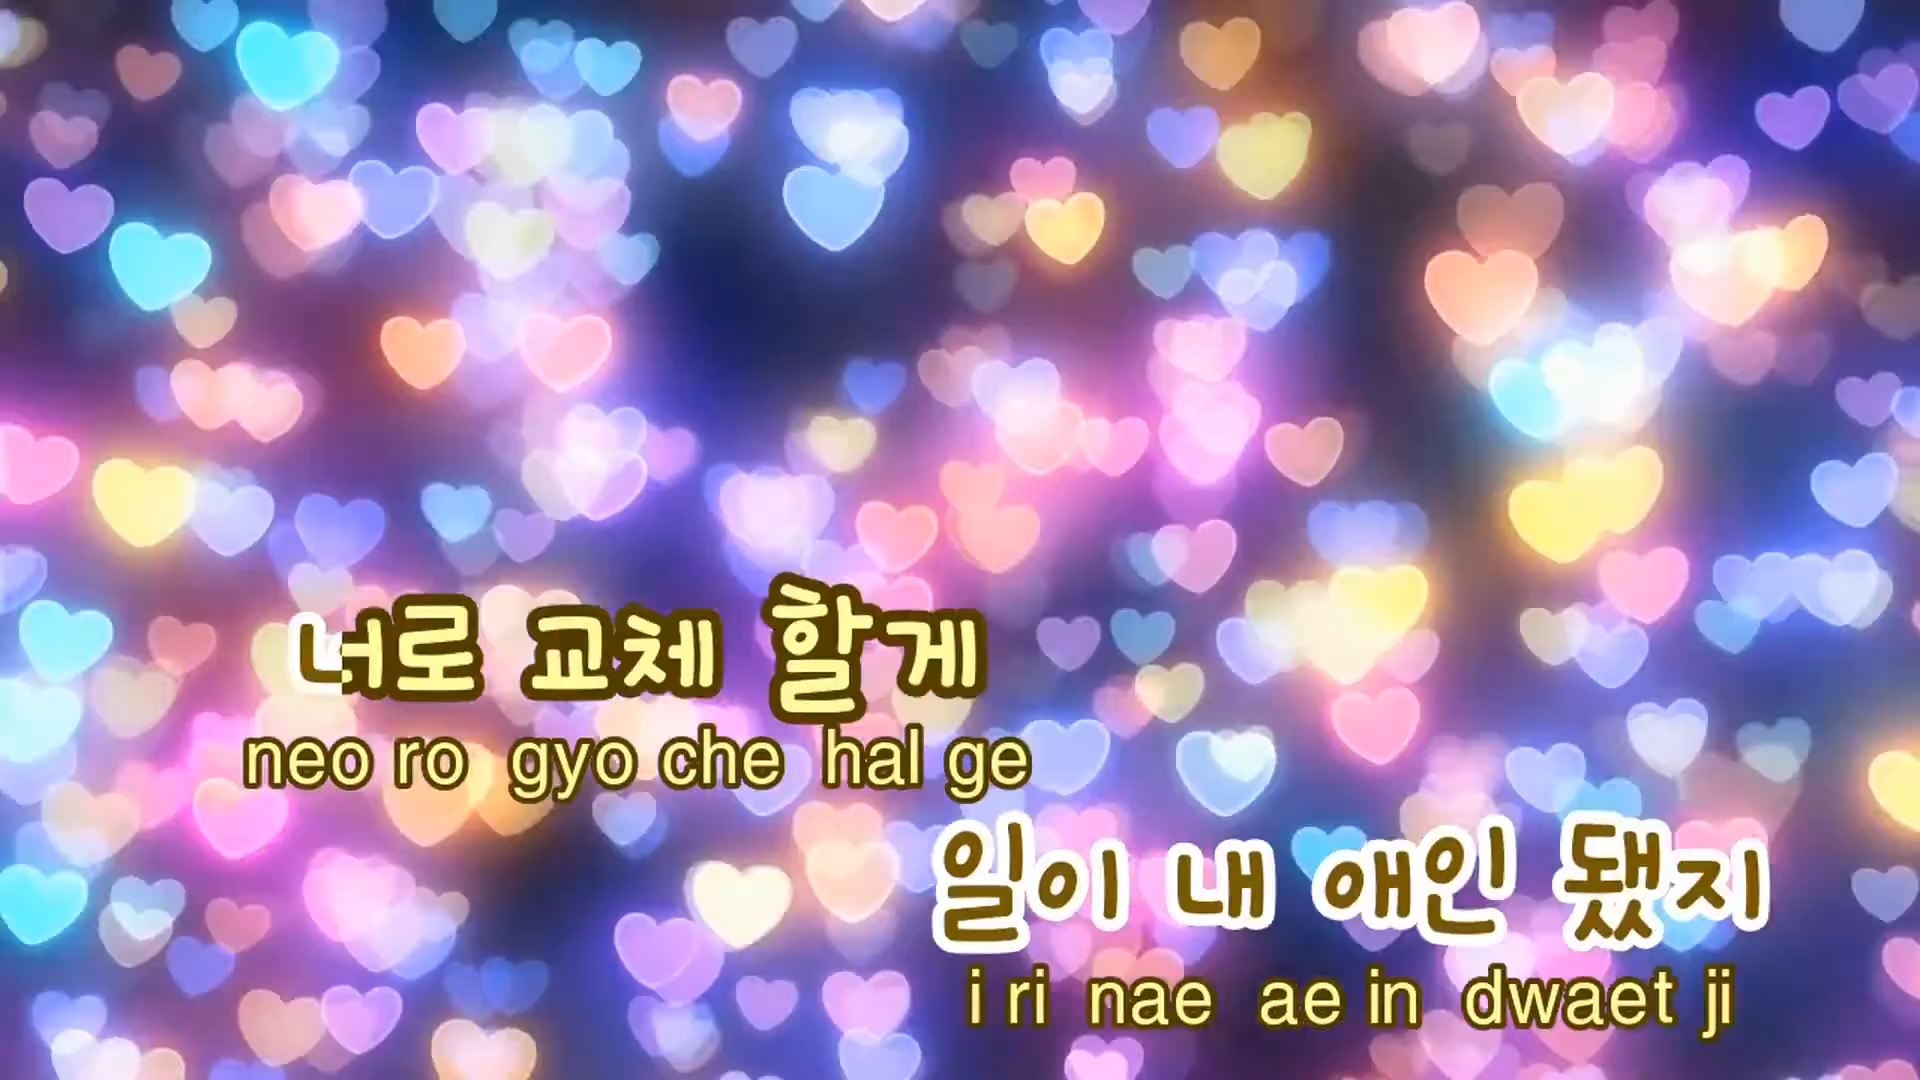 너로 교체 할게
neo ro gyo che hal ge
일이 내 애인 됐지
i ri nae ae in dwaet ji